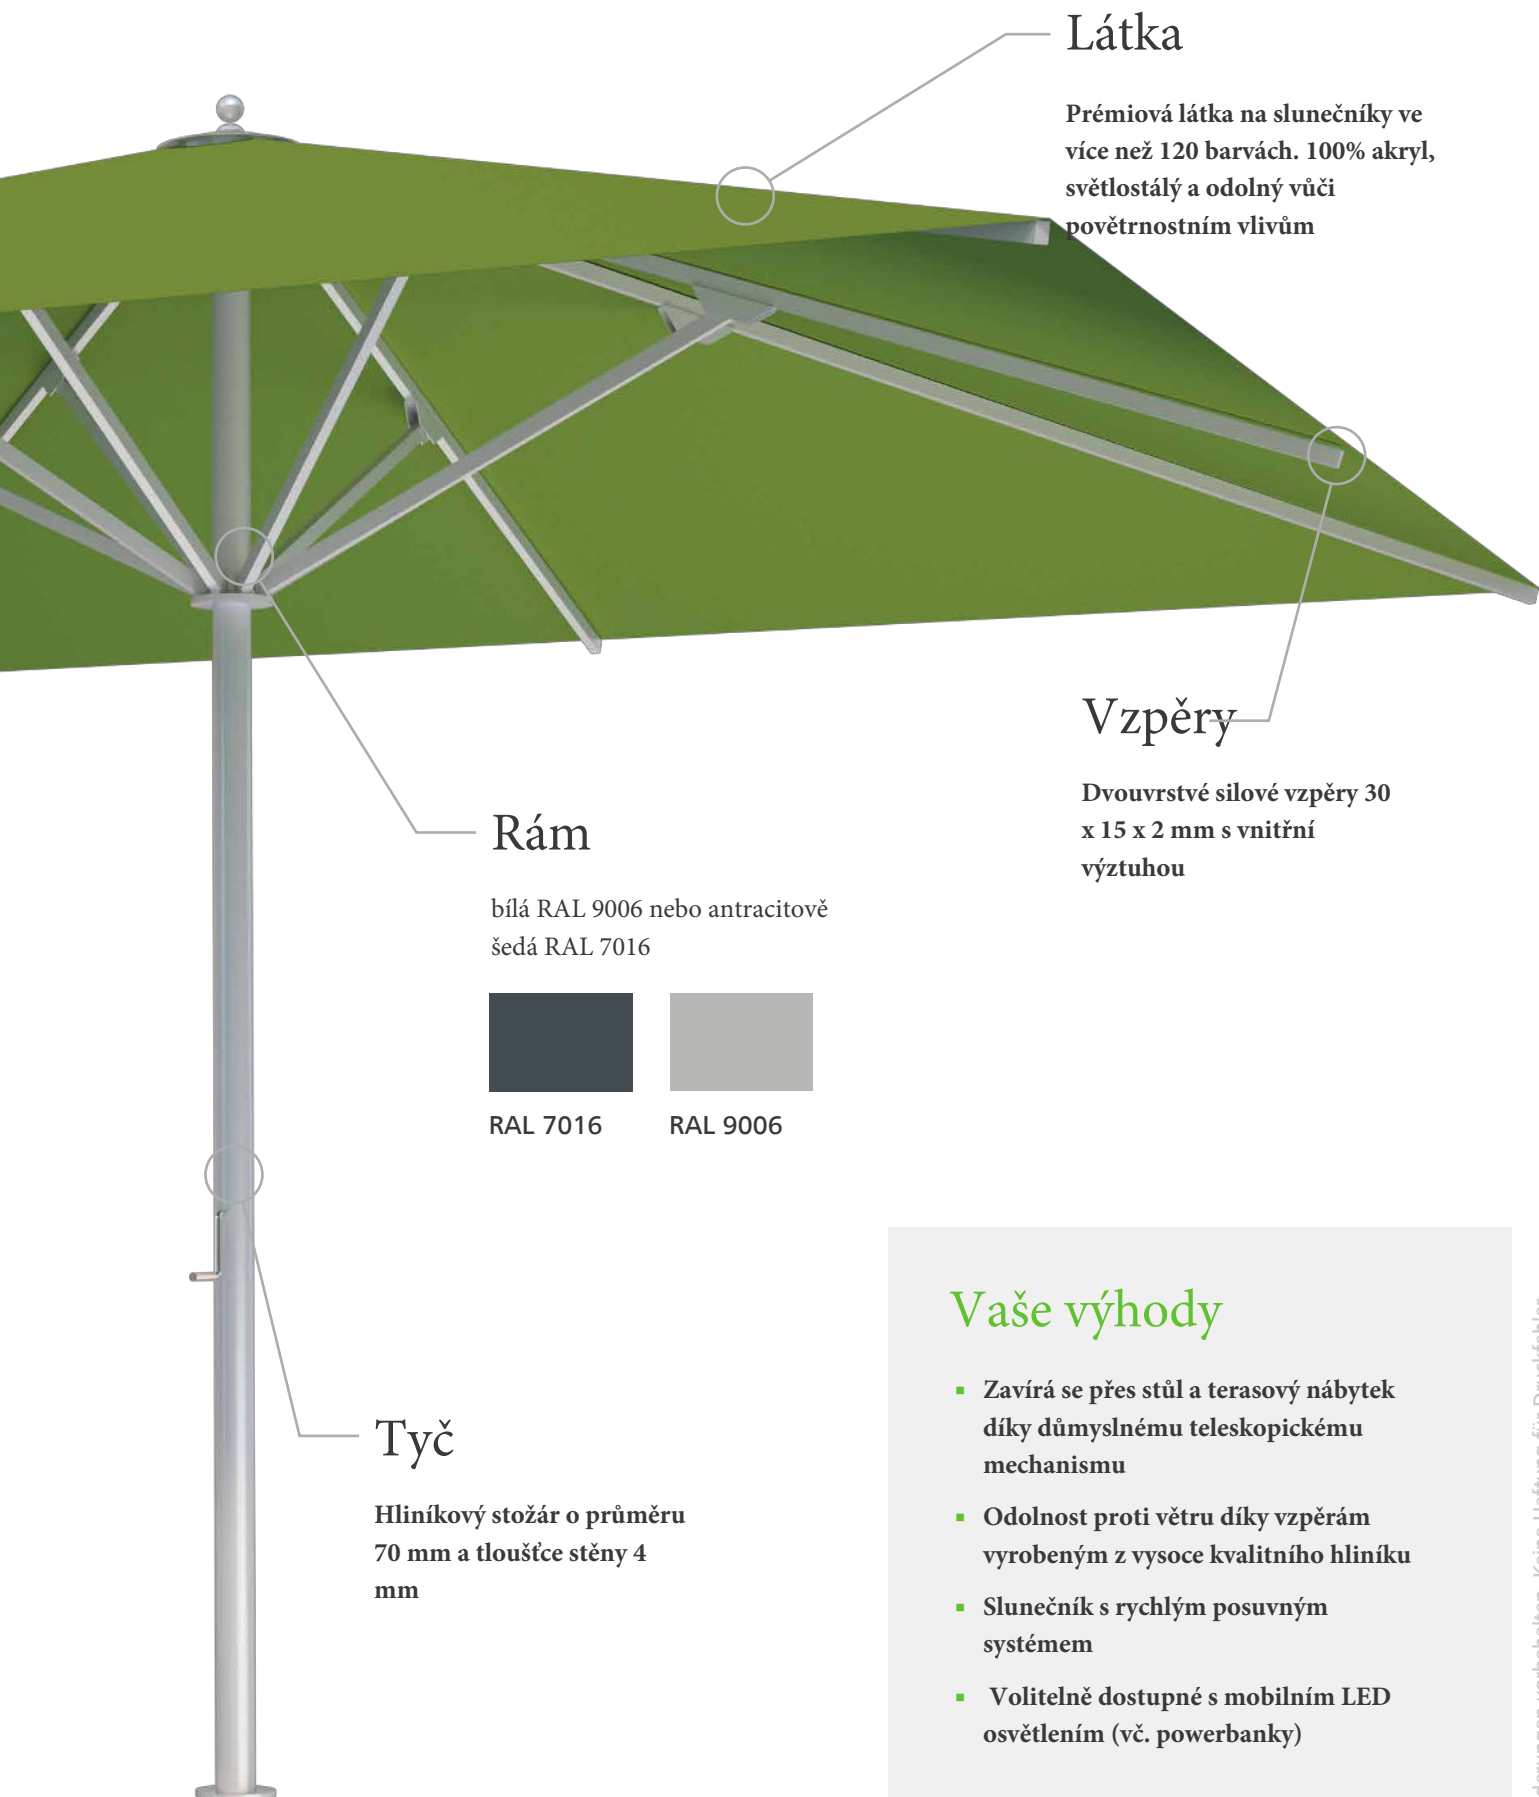 Látka
Prémiová látka na slunečníky ve
více než 120 barvách. 100% akryl,
světlostálý a odolný vůči
povětrnostním vlivům
Vzpěry
Dvouvrstvé silové vzpěry 30
x 15 x 2 mm s vnitřní
výztuhou
Rám
bílá RAL 9006 nebo antracitově
šedá RAL 7016
RAL 7016
RAL 9006
Tyč
Hliníkový stožár o průměru
70 mm a tloušťce stěny 4
mm
Vaše výhody
▪ Zavírá se přes stůl a terasový nábytek
díky důmyslnému teleskopickému
mechanismu
▪ Odolnost proti větru díky vzpěrám
vyrobeným z vysoce kvalitního hliníku
▪ Slunečník s rychlým posuvným
systémem
▪ Volitelně dostupné s mobilním LED
osvětlením (vč. powerbanky)